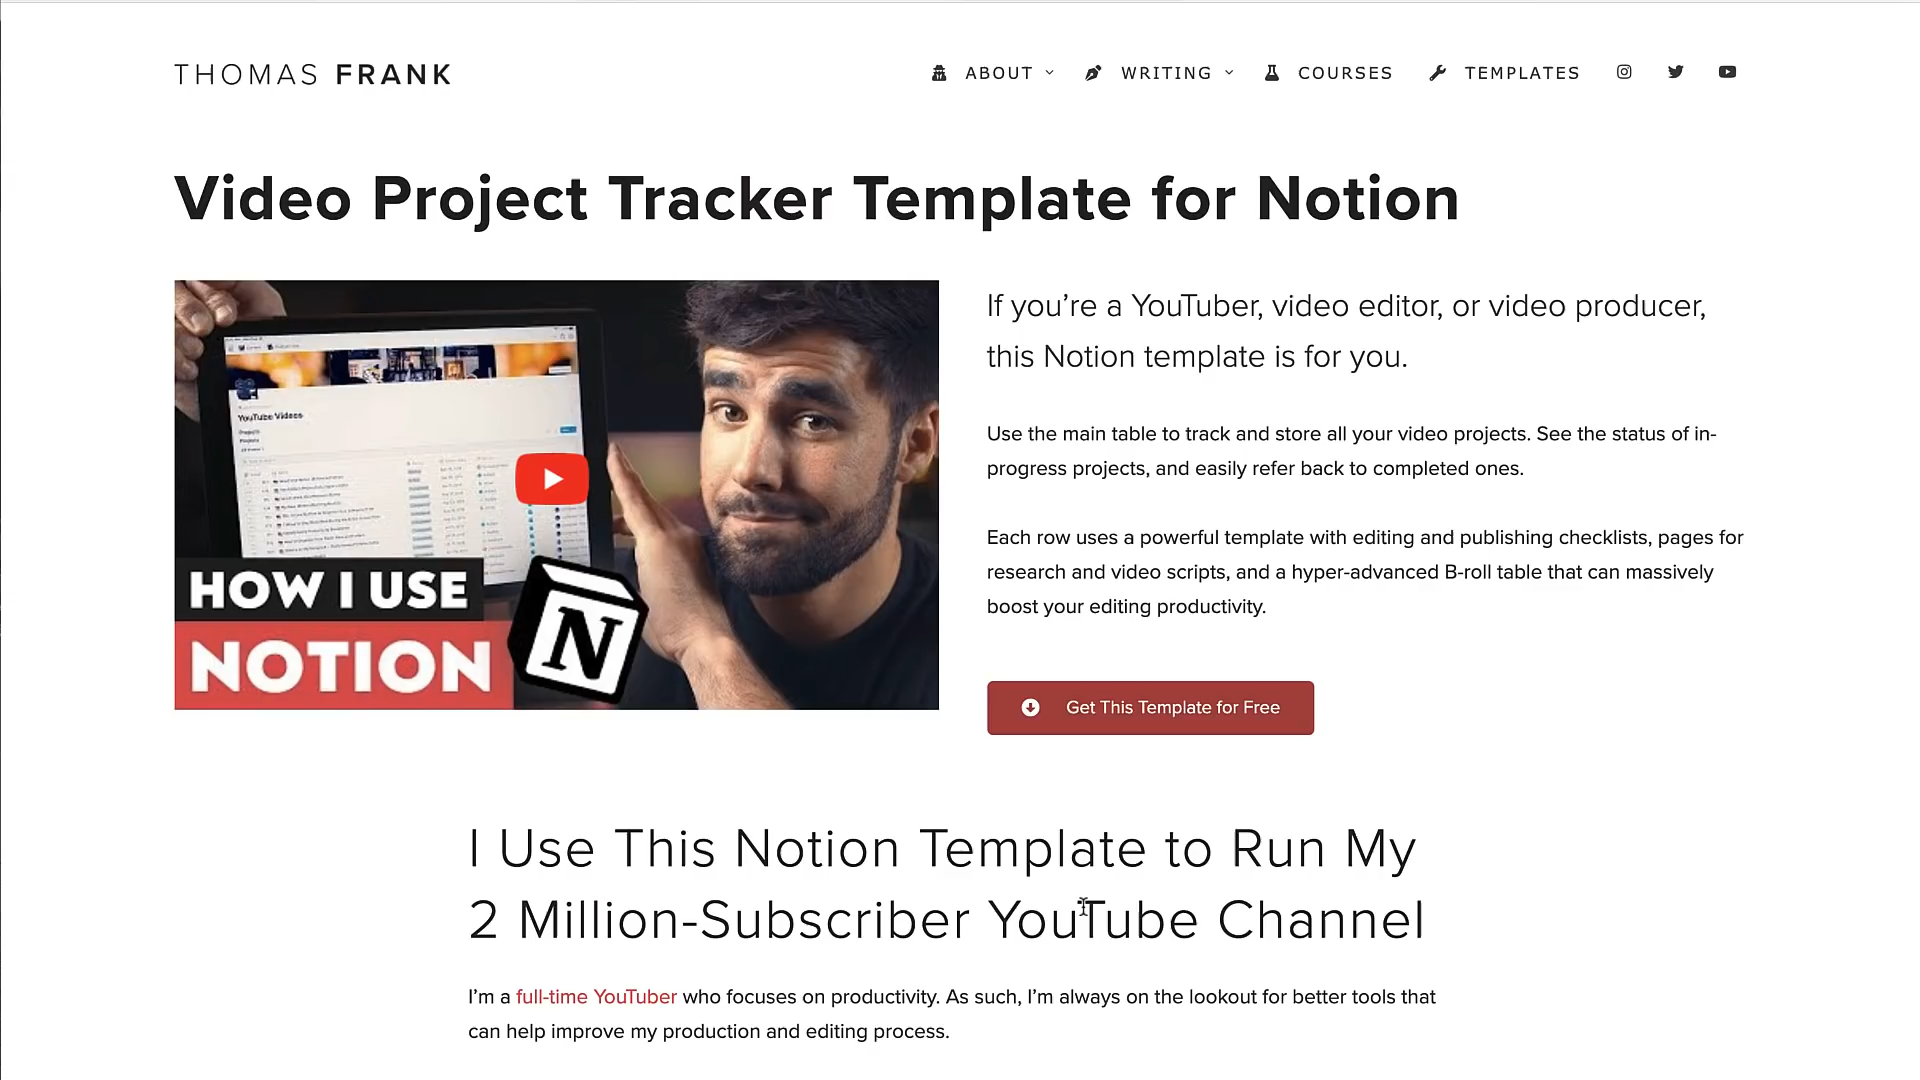 THOMAS FRANK
ABOUT
WRITING
COURSES
TEMPLATES
Video Project Tracker Template for Notion
YouTube Videos
HOW I USE
NOTION
N
If you’re a YouTuber, video editor, or video producer,
this Notion template is for you.
Use the main table to track and store all your video projects. See the status of in-
progress projects, and easily refer back to completed ones.
Each row uses a powerful template with editing and publishing checklists, pages for
research and video scripts, and a hyper-advanced B-roll table that can massively
boost your editing productivity.
Get This Template for Free
I Use This Notion Template to Run My
2 Million-Subscriber YouTube Channel
I’m a full-time YouTuber who focuses on productivity. As such, I’m always on the lookout for better tools that
can help improve my production and editing process.